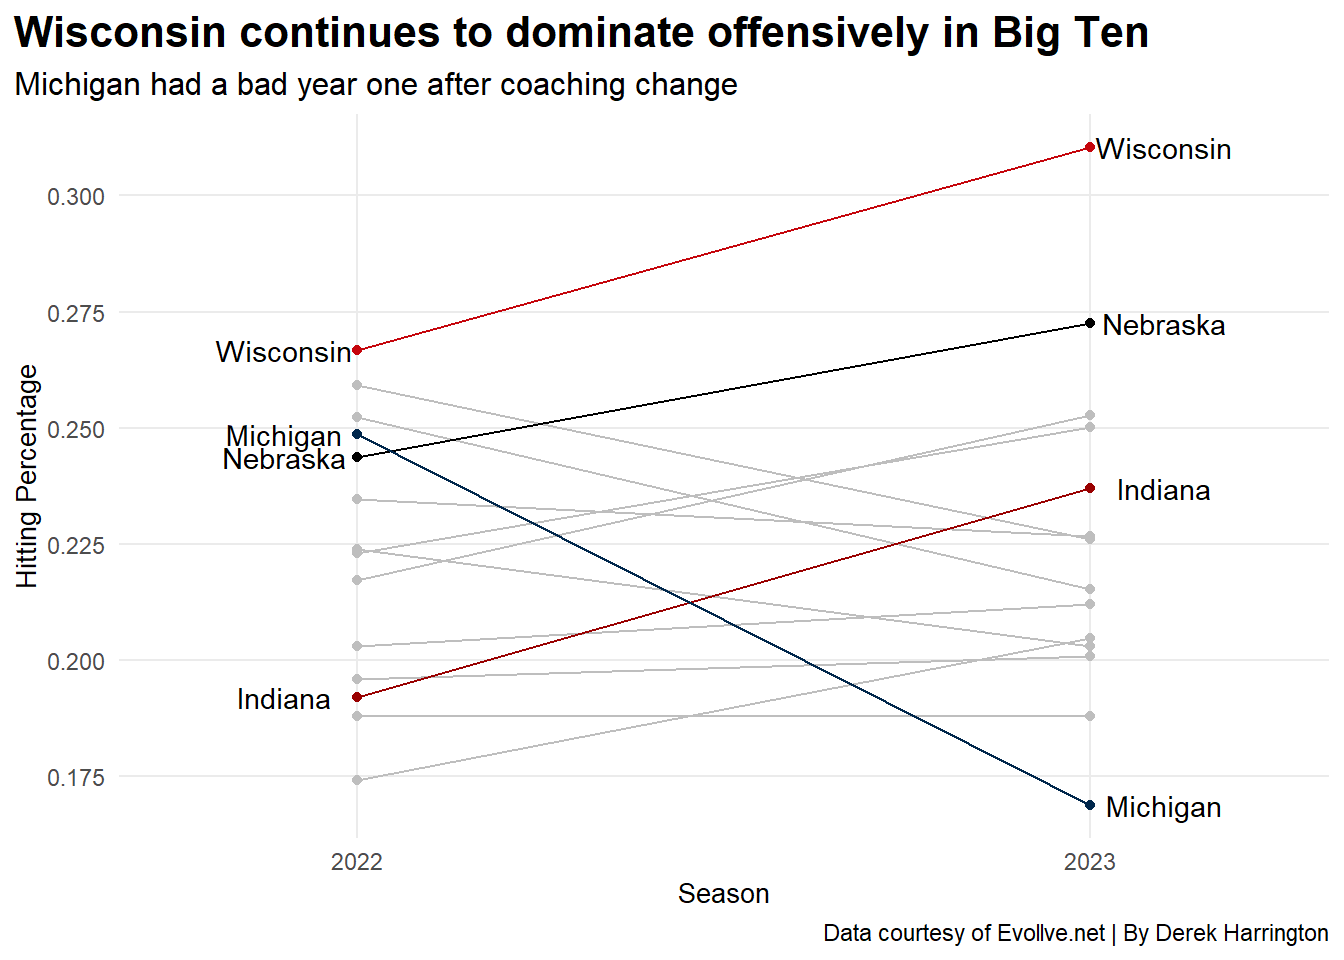 Wisconsin continues to dominate offensively in Big Ten
Michigan had a bad year one after coaching change
Wisconsin
0.300
0.275
Nebraska
Wisconsin
0.250
Michigan
Nebraska
Indiana
Hitting Percentage
0.225
0.200
Indiana
0.175
Michigan
2022
2023
Season
Data courtesy of Evollve.net | By Derek Harrington